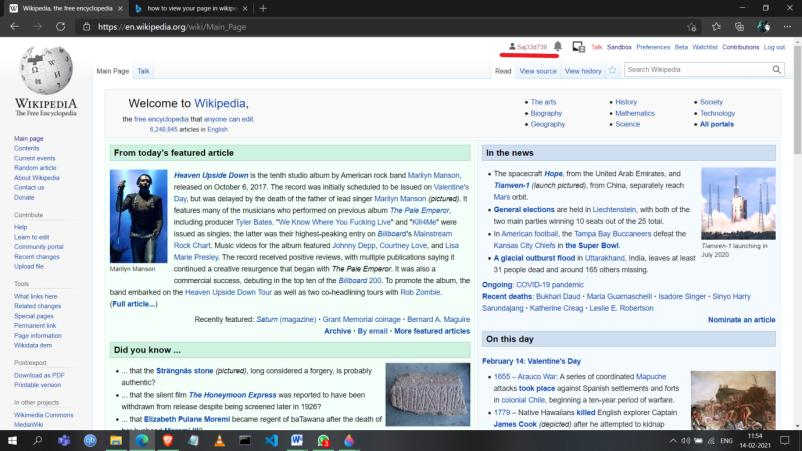 Wikipedia, the free encyclopedia
how to view your page in wikipe
https://en.wikipedia.org/wiki/Main_Page
Saj33d739
Talk Sandbox Preferences Beta Watchlist Contributions Log out
WIKIPEDIA
The Free Encyclopedia
Main Page Talk
Read View source View history
Search Wikipedia
Main page
Contents
Current events
Random article
About Wikipedia
Contact us
Donate
Contribute
Help
Learn to edit
Community portal
Recent changes
Upload file
Tools
What links here
Related changes
Special pages
Permanent link
Page information
Wikidata item
Print/export
Download as PDF
Printable version
In other projects
Wikimedia Commons
MediaWiki
Welcome to Wikipedia,
the free encyclopedia that anyone can edit.
6,248,845 articles in English
The arts
Biography
Geography
History
Mathematics
Science
Society
Technology
All portals
From today's featured article
Heaven Upside Down is the tenth studio album by American rock band Marilyn Manson,
released on October 6, 2017. The record was initially scheduled to be issued on Valentine's
Day, but was delayed by the death of the father of lead singer Marilyn Manson (pictured). It
features many of the musicians who performed on previous album The Pale Emperor,
including producer Tyler Bates. "We Know Where You Fucking Live" and "Kill4Me" were
issued as singles; the latter was their highest-peaking entry on Billboard's Mainstream
Rock Chart. Music videos for the album featured Johnny Depp, Courtney Love, and Lisa
Marie Presley. The record received positive reviews, with multiple publications saying it
continued a creative resurgence that began with The Pale Emperor. It was also a
commercial success, debuting in the top ten of the Billboard 200. To promote the album, the
band embarked on the Heaven Upside Down Tour as well as two co-headlining tours with Rob Zombie.
(Full article...)
Marilyn Manson
Recently featured: Saturn (magazine) · Grant Memorial coinage · Bernard A. Maguire
Archive · By email · More featured articles
Did you know ...
... that the Strängnäs stone (pictured), long considered a forgery, is probably
authentic?
... that the silent film The Honeymoon Express was reported to have been
withdrawn from release despite being screened later in 1926?
... that Elizabeth Pulane Moremi became regent of baTawana after the death of
In the news
The spacecraft Hope, from the United Arab Emirates, and
Tianwen-1 (launch pictured), from China, separately reach
Mars orbit.
General elections are held in Liechtenstein, with both of the
two main parties winning 10 seats out of the 25 total.
In American football, the Tampa Bay Buccaneers defeat the
Kansas City Chiefs in the Super Bowl.
A glacial outburst flood in Uttarakhand, India, leaves at least
31 people dead and around 165 others missing.
Tianwen-1 launching in
July 2020
Ongoing: COVID-19 pandemic
Recent deaths: Bukhari Daud · Maria Guarnaschelli · Isadore Singer · Sinyo Harry
Sarundajang · Katherine Creag · Leslie E. Robertson
Nominate an article
On this day
February 14: Valentine's Day
1655 – Arauco War: A series of coordinated Mapuche
attacks took place against Spanish settlements and forts
in colonial Chile, beginning a ten-year period of warfare.
1779 – Native Hawaiians killed English explorer Captain
James Cook (depicted) after he attempted to kidnap
ENG
11:54
14-02-2021